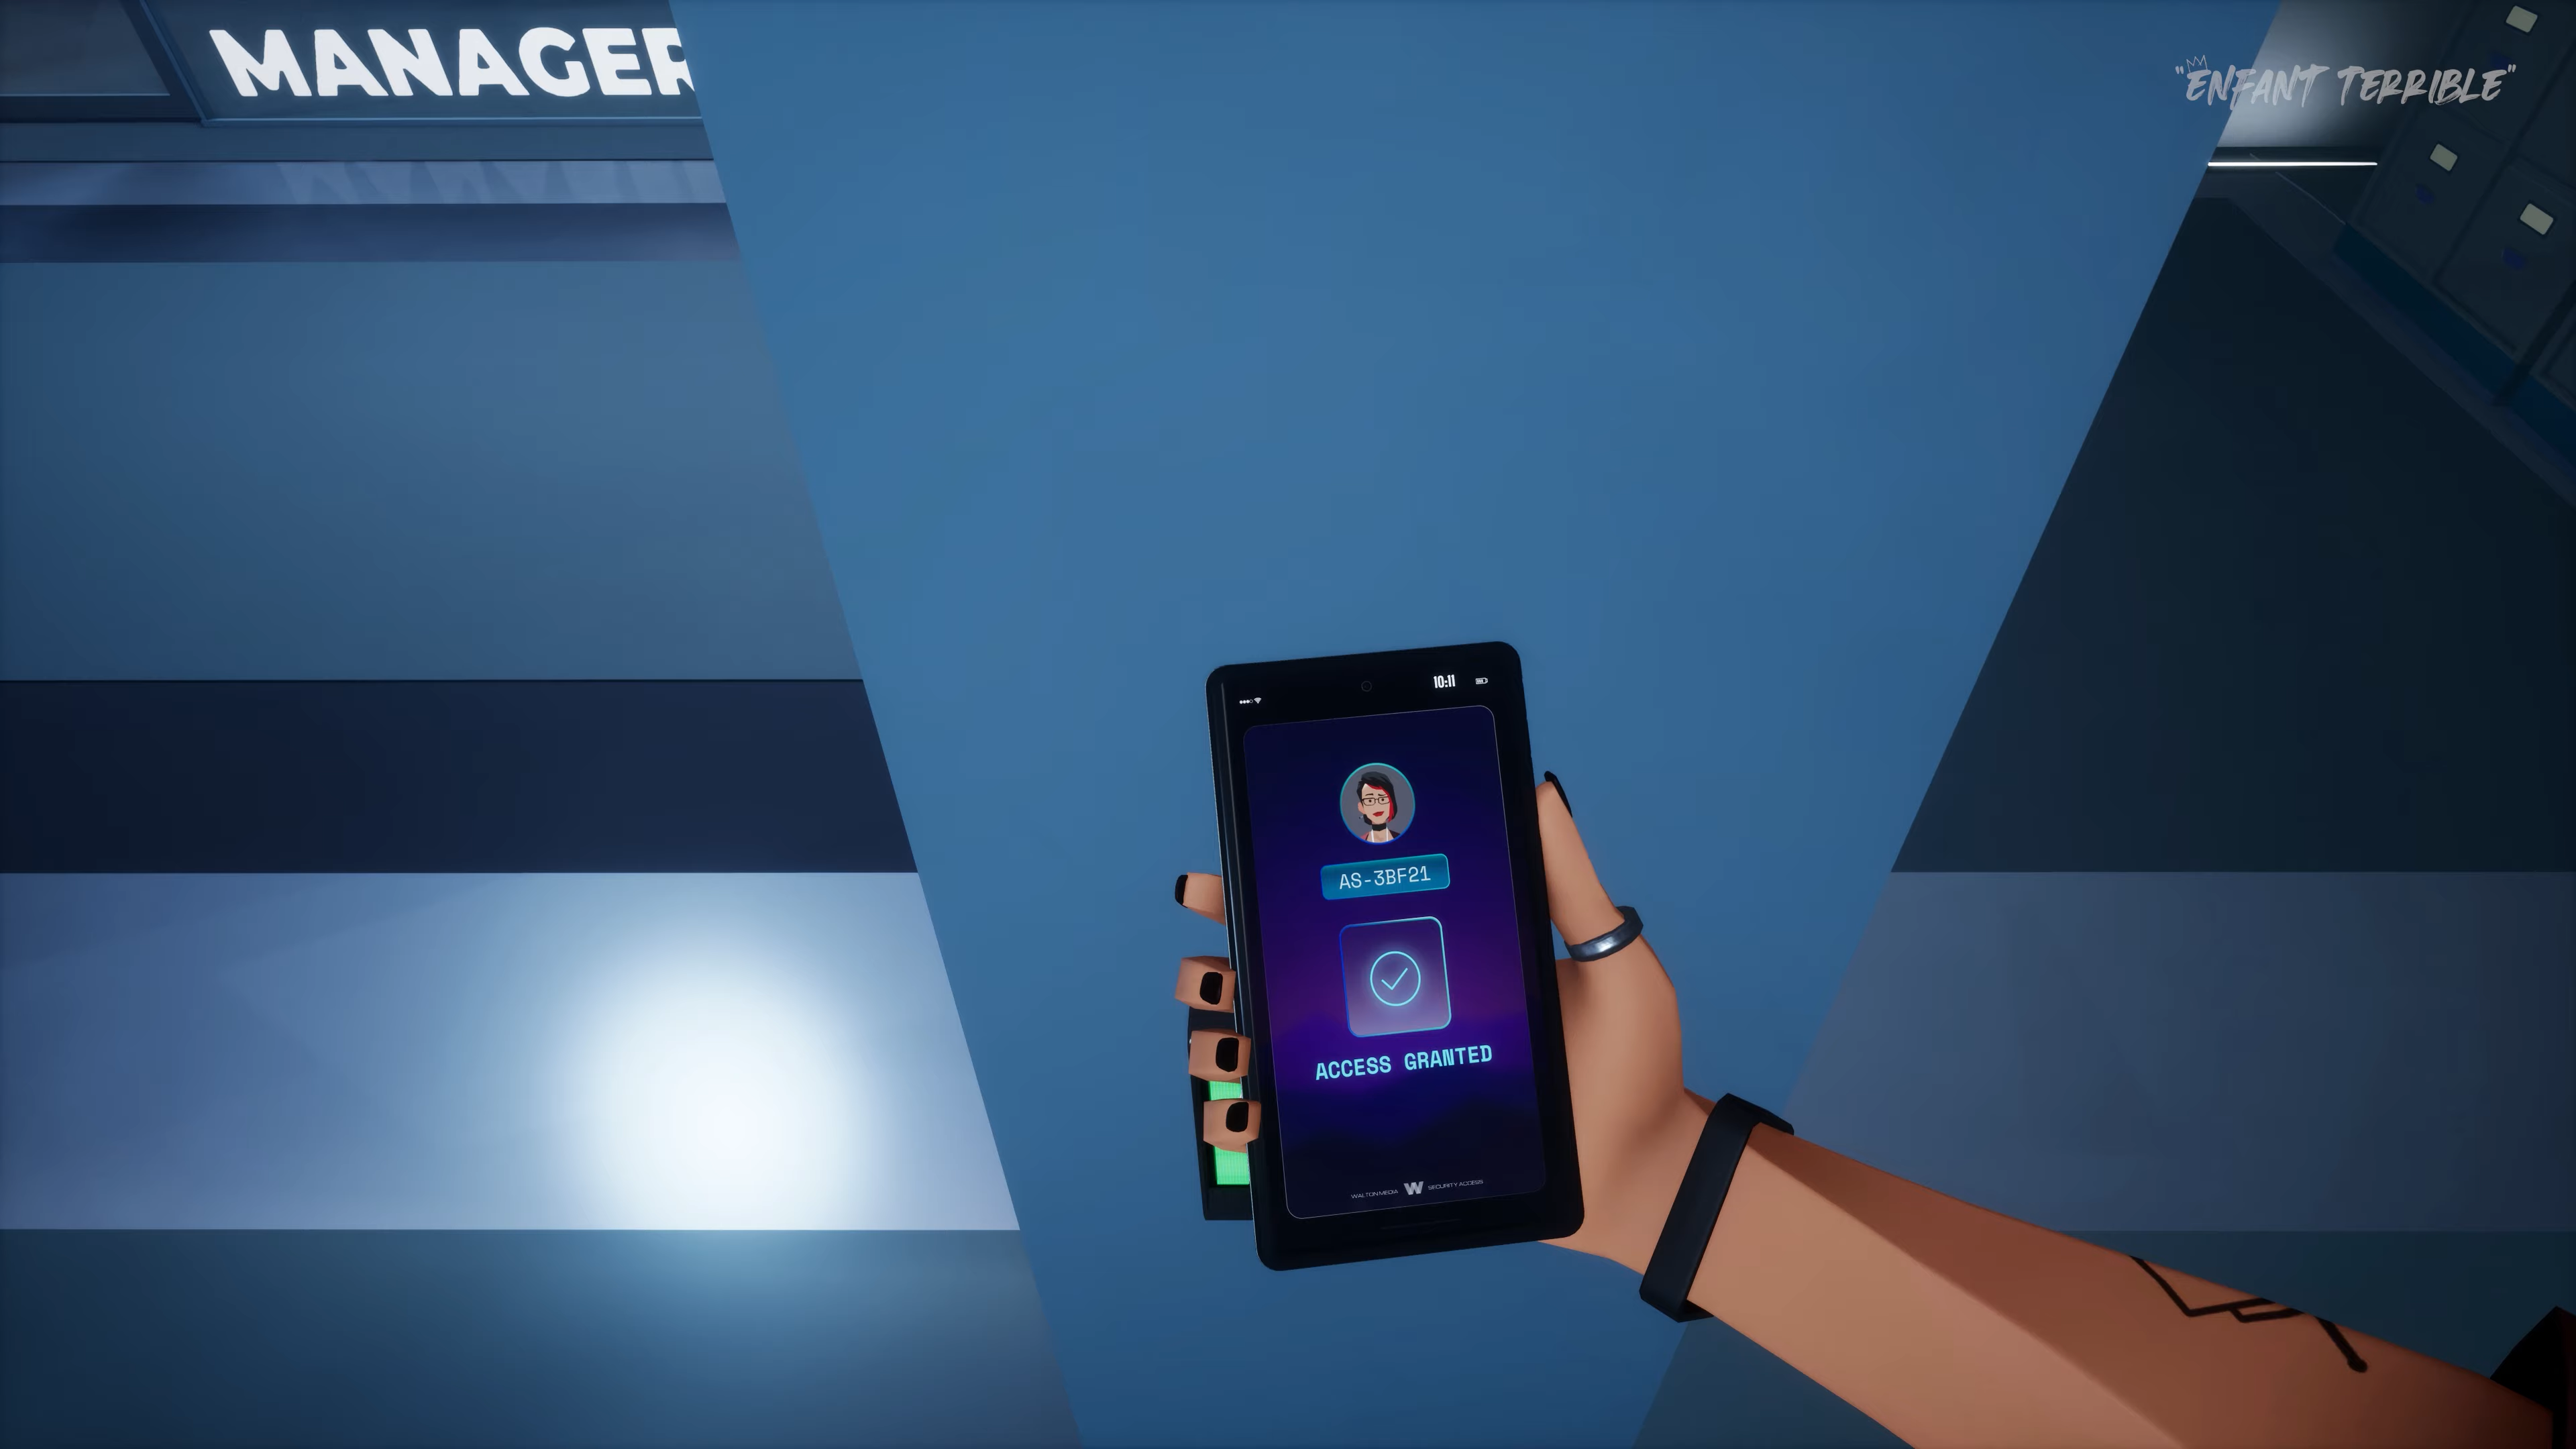 MANAGER
"ENFANT TERRIBLE"
10:11
AS-3BF21
ACCESS GRANTED
WALTON MEDIA W SECURITY ACCESS